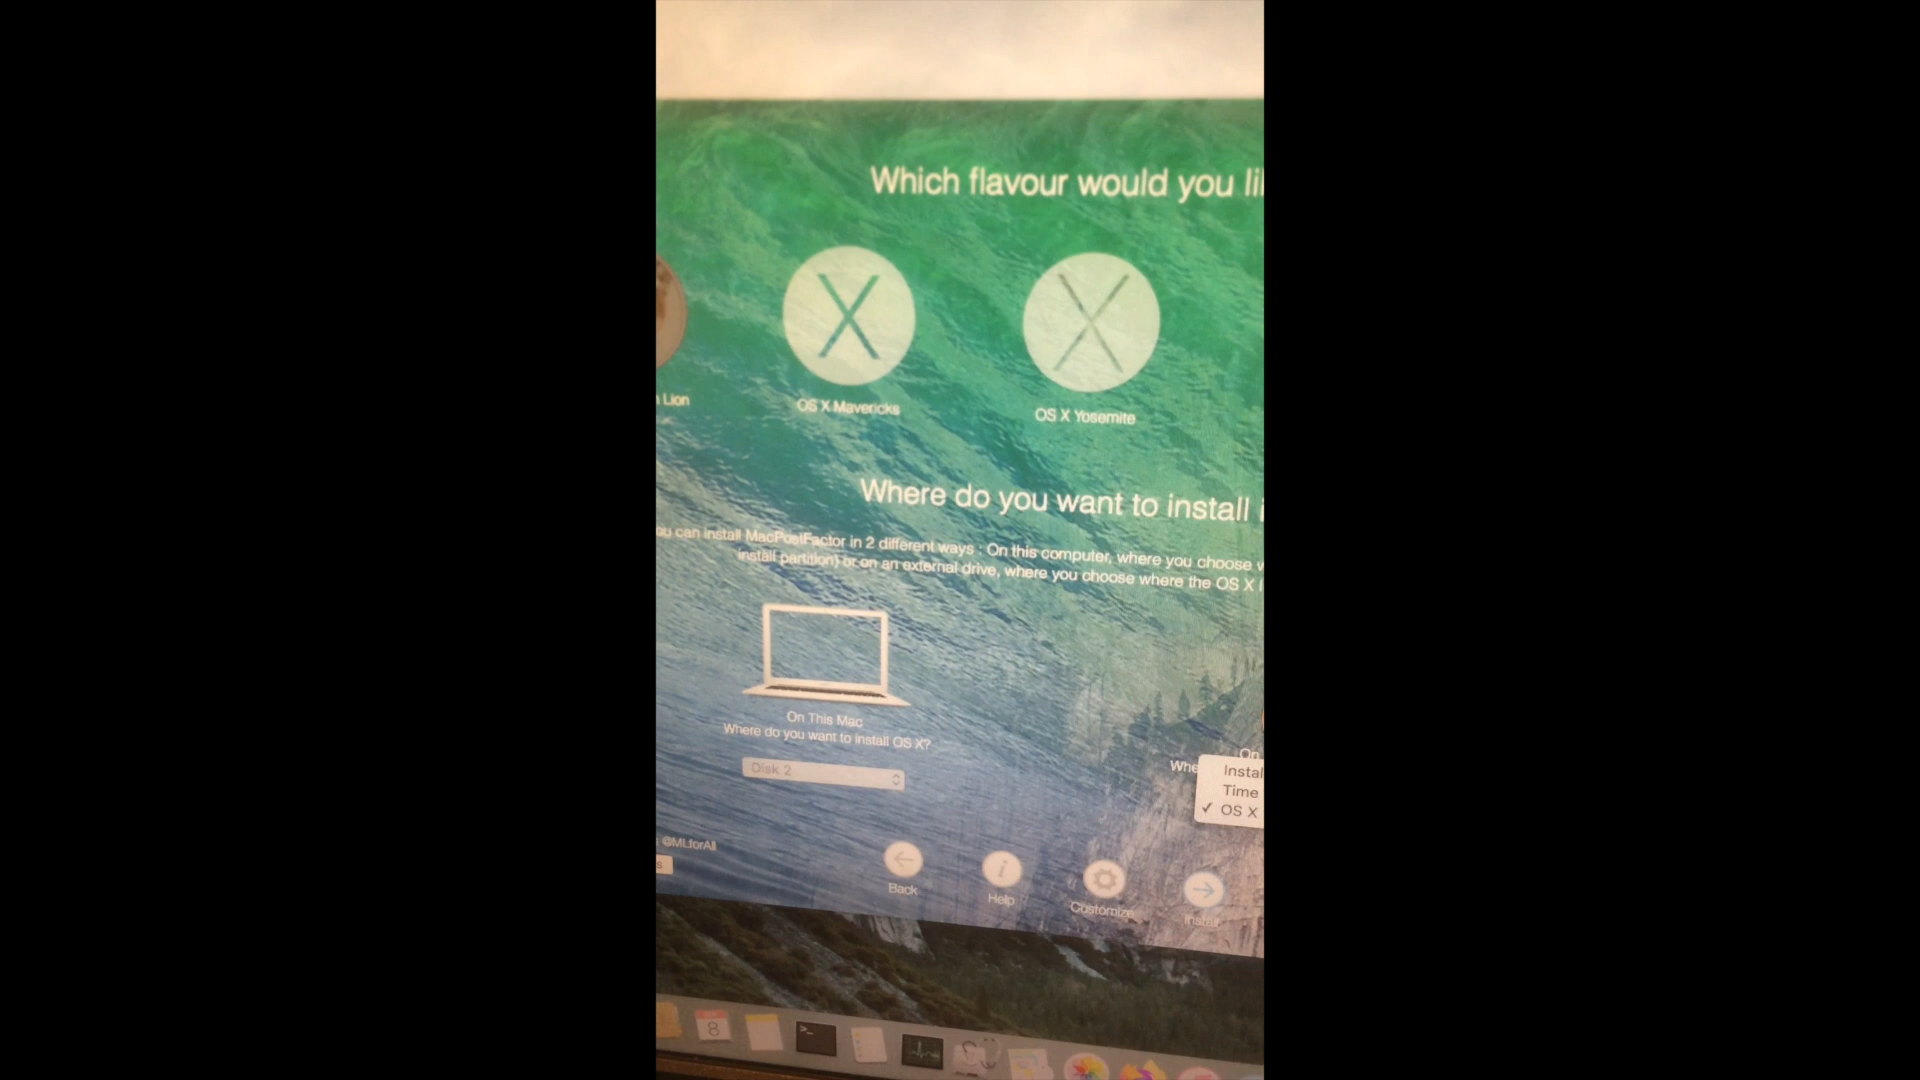 Which flavour would you li
n Lion
OS X Mavericks
OS X Yosemite
Where do you want to install i
ou can install MacPostFactor in 2 different ways : On this computer, where you choose w
install partition) or on an external drive, where you choose where the OS X I
On This Mac
Where do you want to install OS X?
Disk 2
On
Whe
Instal
Time
✓ OS X
@MLforAll
s
Back
Help
Customize
Install
8